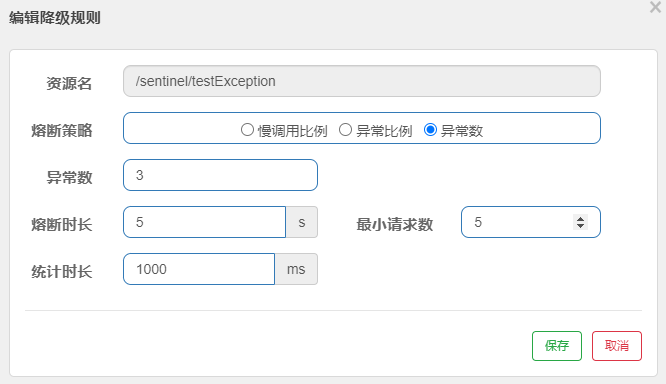 编辑降级规则
资源名 /sentinel/testException
熔断策略 慢调用比例 异常比例 异常数
异常数 3
熔断时长 5 s 最小请求数 5
统计时长 1000 ms
保存 取消